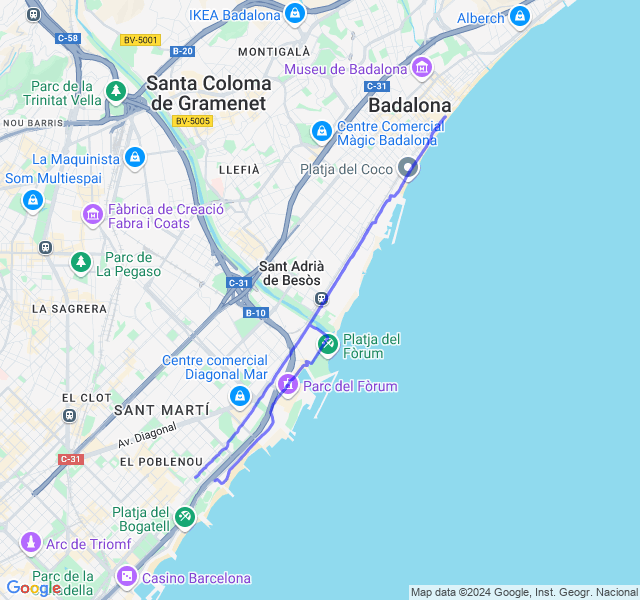 IKEA Badalona
Alberch
C-58
BV-5001
B-20
MONTIGALÀ
Museu de Badalona
Parc de la
Trinitat Vella
Santa Coloma
de Gramenet
C-31
Badalona
NOU BARRIS
BV-5005
Centre Comercial
Màgic Badalona
La Maquinista
LLEFIÀ
Platja del Coco
Som Multiespai
Fàbrica de Creació
Fabra i Coats
Parc de
La Pegaso
Sant Adrià
de Besòs
C-31
LA SAGRERA
B-10
Platja del
Fòrum
Centre comercial
Diagonal Mar
Parc del Fòrum
EL CLOT
SANT MARTÍ
Av. Diagonal
C-31
EL POBLENOU
Platja del
Bogatell
Arc de Triomf
Parc de la
adella
Casino Barcelona
Google
Map data ©2024 Google, Inst. Geogr. Nacional